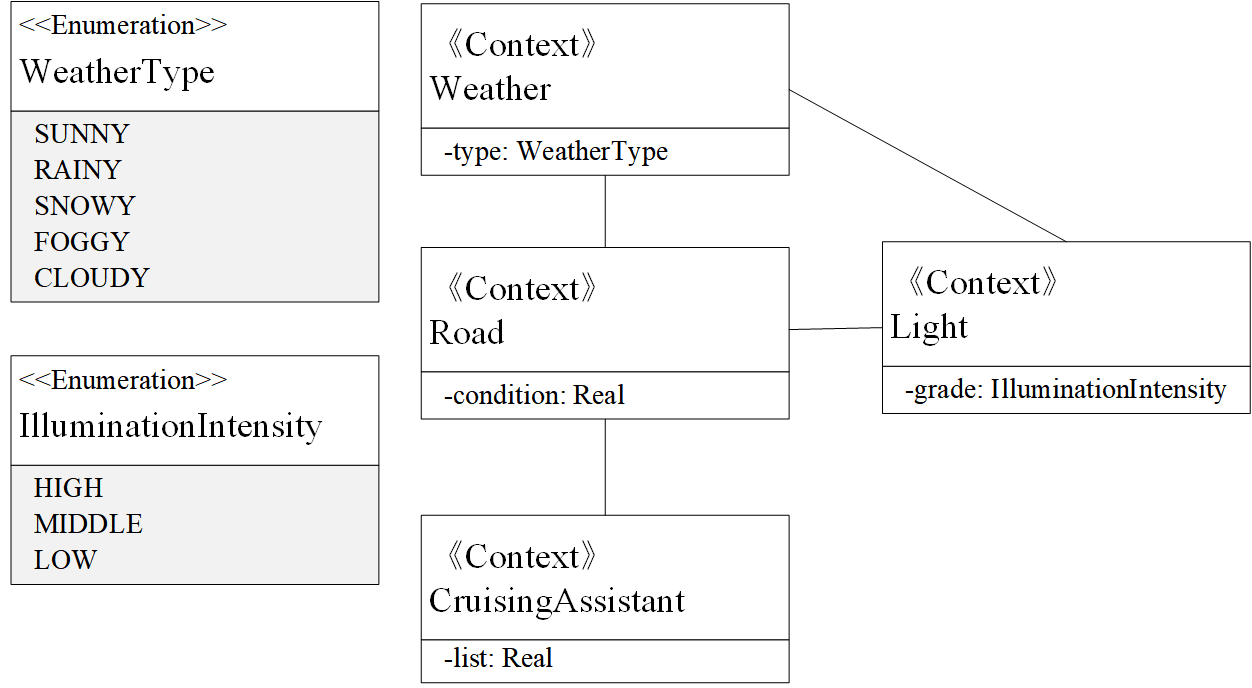 <<Enumeration>>
WeatherType
SUNNY
RAINY
SNOWY
FOGGY
CLOUDY
<<Enumeration>>
IlluminationIntensity
HIGH
MIDDLE
LOW
《Context》
Weather
-type: WeatherType
《Context》
Road
-condition: Real
《Context》
CruisingAssistant
-list: Real
《Context》
Light
-grade: IlluminationIntensity